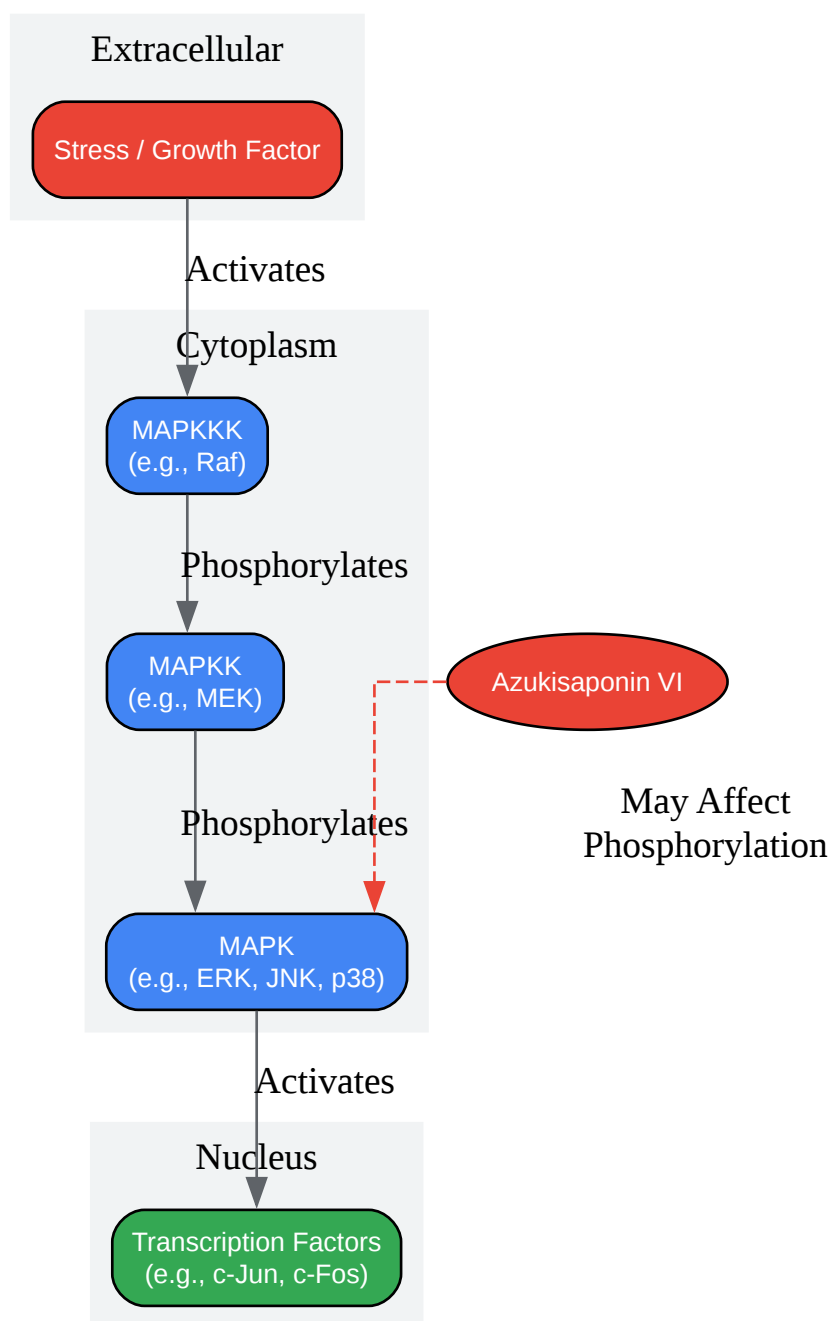 Extracellular
Stress / Growth Factor
Activates
Cytoplasm
MAPKKK
(e.g., Raf)
Phosphorylates
MAPKK
(e.g., MEK)
Azukisaponin VI
Phosphorylates
May Affect
Phosphorylation
MAPK
(e.g., ERK, JNK, p38)
Activates
Nucleus
Transcription Factors
(e.g., c-Jun, c-Fos)